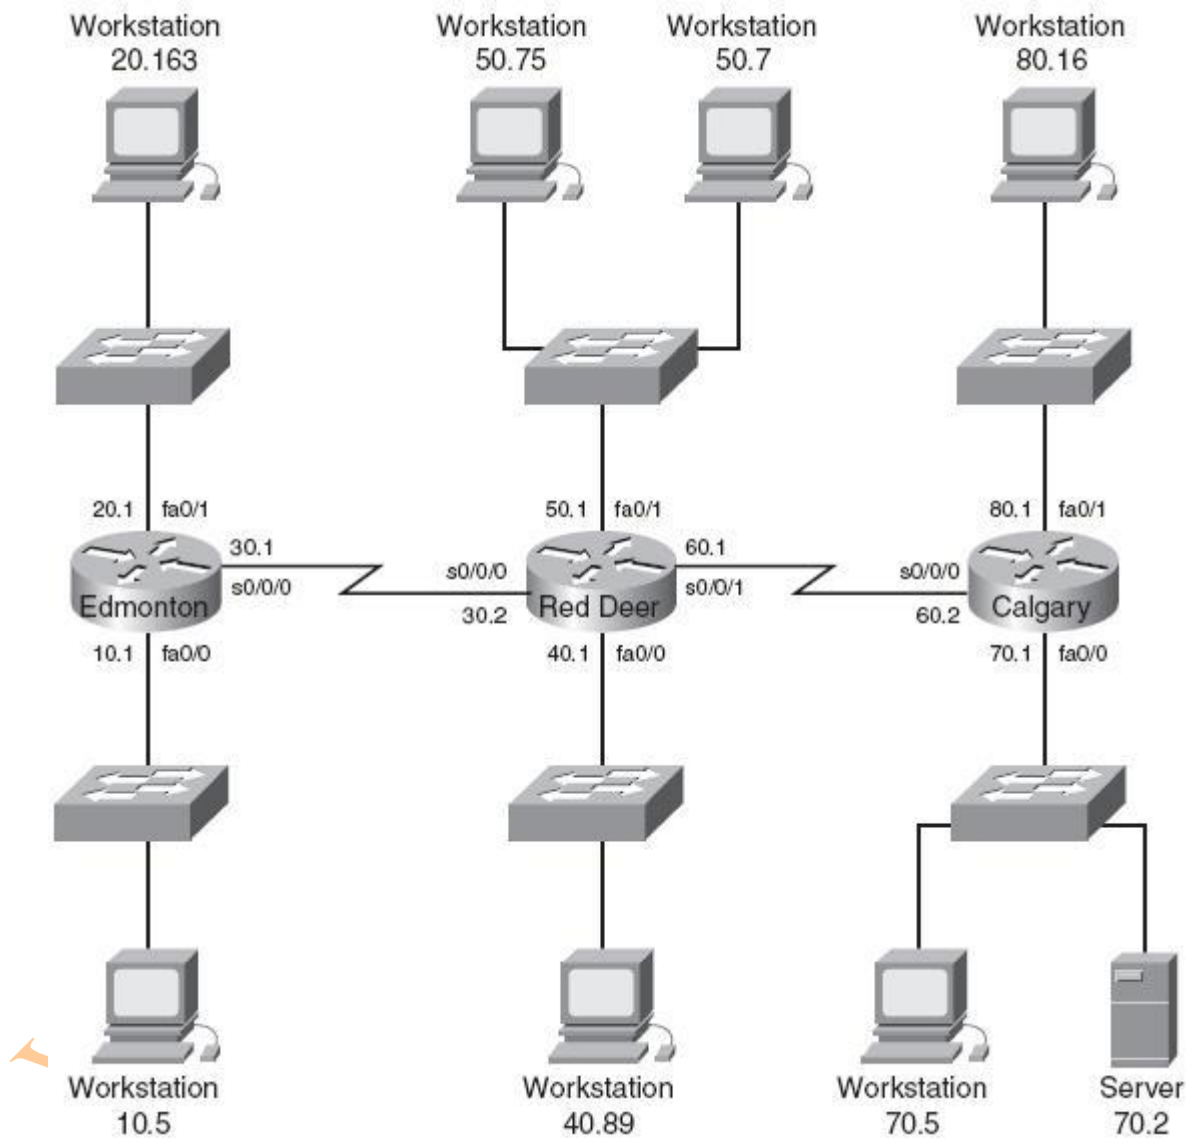 Workstation
20.163
Workstation
50.75
Workstation
50.7
Workstation
80.16
20.1 fa0/1
50.1 fa0/1
80.1 fa0/1
30.1
s0/0/0
s0/0/0
30.2
60.1
s0/0/1
s0/0/0
60.2
Edmonton
Red Deer
Calgary
10.1 fa0/0
40.1 fa0/0
70.1 fa0/0
Workstation
10.5
Workstation
40.89
Workstation
70.5
Server
70.2